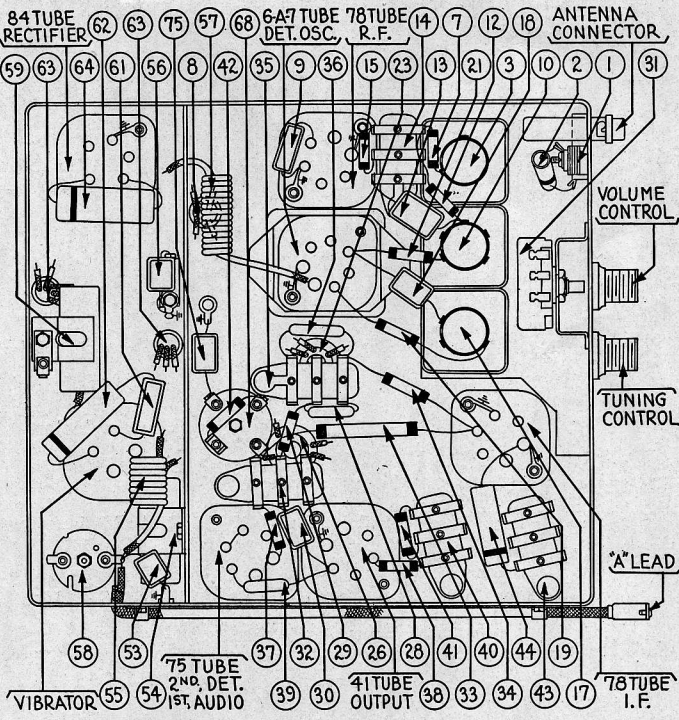 84 TUBE
RECTIFIER
62
63
75
57
68
6-A-7 TUBE
DET. OSC.
78 TUBE
R.F.
14
7
12
18
ANTENNA
CONNECTOR
59
63
64
61
56
8
42
35
9
36
15
23
13
21
3
10
2
1
31
VOLUME
CONTROL
TUNING
CONTROL
"A" LEAD
58
53
75 TUBE
2ND, DET.
1ST, AUDIO
37
32
29
26
28
41
40
44
19
VIBRATOR
55
54
39
30
41 TUBE
OUTPUT
38
33
34
43
17
78 TUBE
I.F.